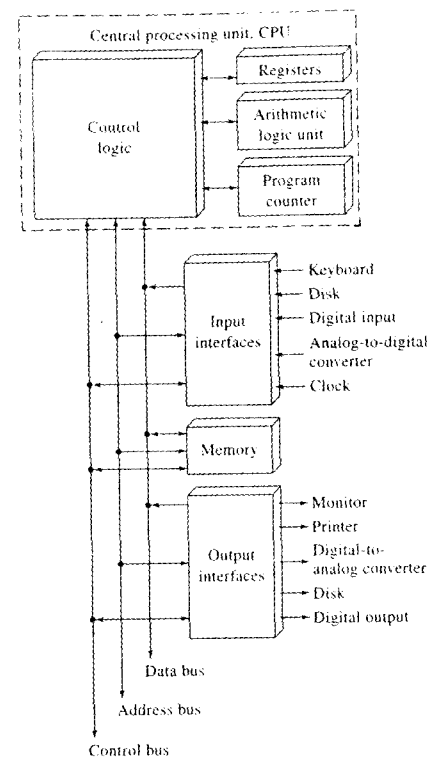 Central processing unit, CPU
Control
logic
Registers
Arithmetic
logic unit
Program
counter
Input
interfaces
Keyboard
Disk
Digital input
Analog-to-digital
converter
Clock
Memory
Output
interfaces
Monitor
Printer
Digital-to-
analog converter
Disk
Digital output
Data bus
Address bus
Control bus